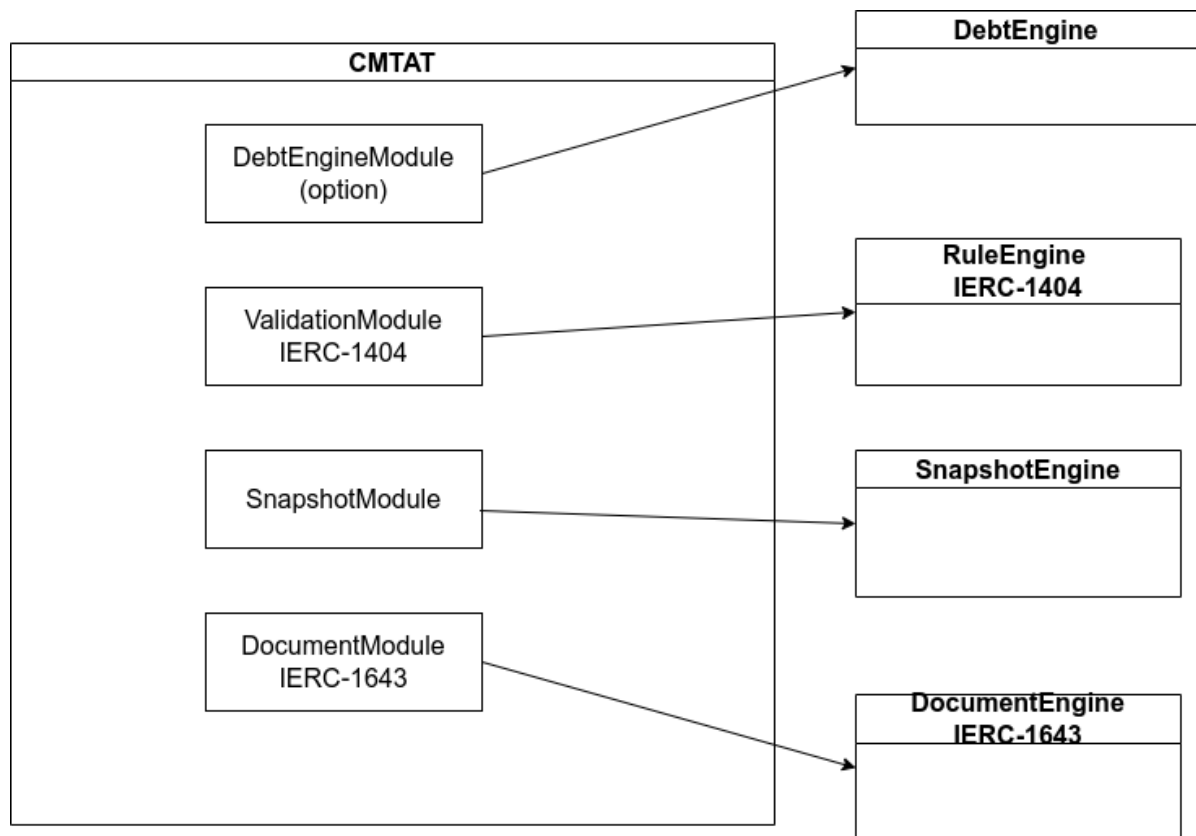 CMTAT
DebtEngineModule
(option)
ValidationModule
IERC-1404
SnapshotModule
DocumentModule
IERC-1643
DebtEngine
RuleEngine
IERC-1404
SnapshotEngine
DocumentEngine
IERC-1643